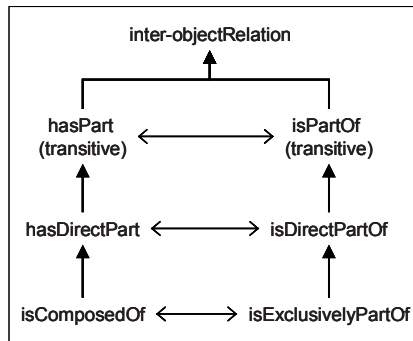 inter-objectRelation
hasPart
(transitive)
isPartOf
(transitive)
hasDirectPart
isDirectPartOf
isComposedOf
isExclusivelyPartOf